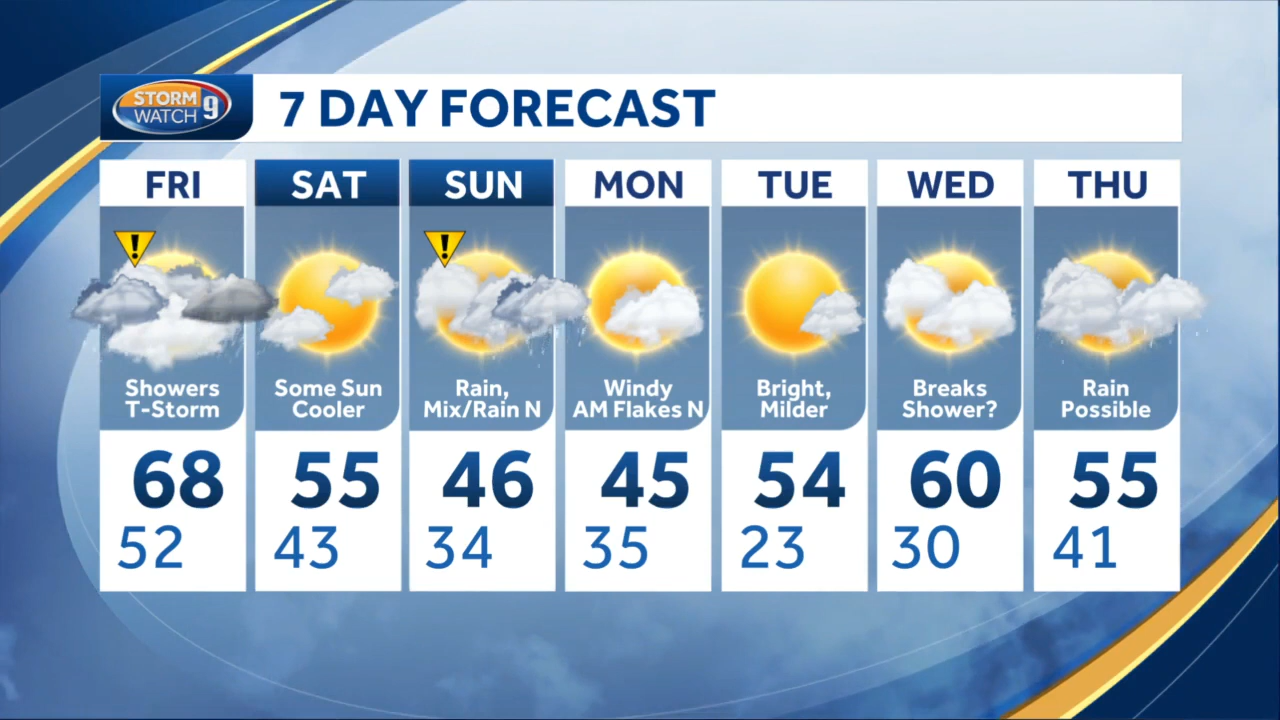 STORM
WATCH 9
7 DAY FORECAST
FRI
SAT
SUN
MON
TUE
WED
THU
!
!
Showers
T-Storm
Some Sun
Cooler
Rain,
Mix/Rain N
Windy
AM Flakes N
Bright,
Milder
Breaks
Shower?
Rain
Possible
68
55
46
45
54
60
55
52
43
34
35
23
30
41